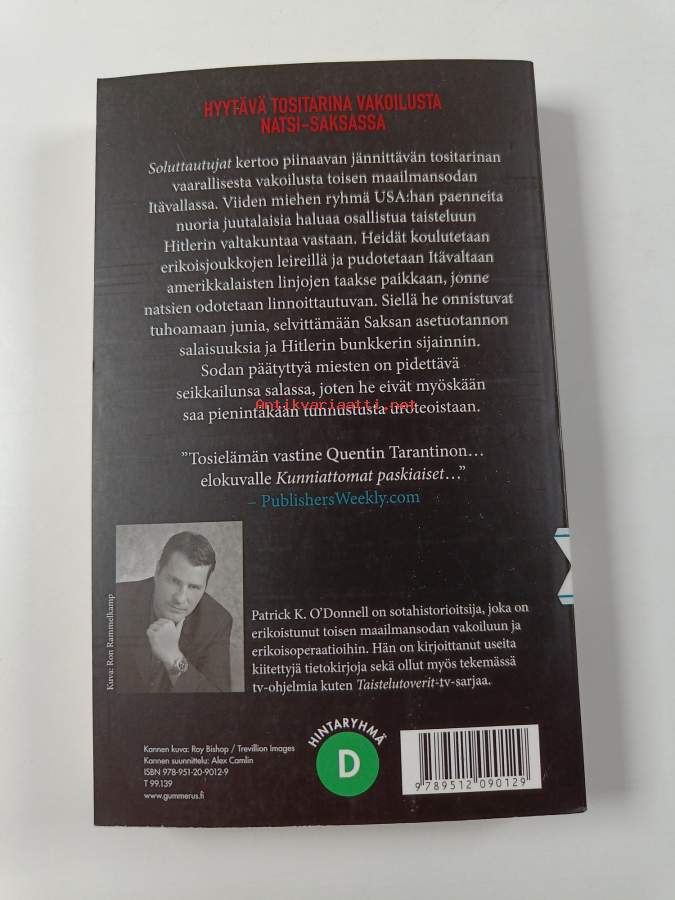 HYYTÄVÄ TOSITARINA VAKOILUSTA
NATSI-SAKSASSA
Soluttautujat kertoo piinaavan jännittävän tositarinan
vaarallisesta vakoilusta toisen maailmansodan
Itävallassa. Viiden miehen ryhmä USA:han paenneita
nuoria juutalaisia haluaa osallistua taisteluun
Hitlerin valtakuntaa vastaan. Heidät koulutetaan
erikoisjoukkojen leireillä ja pudotetaan Itävaltaan
amerikkalaisten linjojen taakse paikkaan, jonne
natsien odotetaan linnoittautuvan. Siellä he onnistuvat
tuhoamaan junia, selvittämään Saksan asetuotannon
salaisuuksia ja Hitlerin bunkkerin sijainnin.
Sodan päätyttyä miesten on pidettävä
seikkailunsa salassa, joten he eivät myöskään
saa pienintäkään tunnustusta uroteoistaan.
Antikvariaatti.net
”Tosielämän vastine Quentin Tarantinon…
elokuvalle Kunniattomat paskiaiset…”
– PublishersWeekly.com
Kuva: Ron Rammelkamp
Patrick K. O’Donnell on sotahistorioitsija, joka on
erikoistunut toisen maailmansodan vakoiluun ja
erikoisoperaatioihin. Hän on kirjoittanut useita
kiitettyjä tietokirjoja sekä ollut myös tekemässä
tv-ohjelmia kuten Taistelutoverit-tv-sarjaa.
Kannen kuva: Roy Bishop / Trevillion Images
Kannen suunnittelu: Alex Camlin
ISBN 978-951-20-9012-9
T 99.139
www.gummerus.fi
HINTARYHMÄ
D
9 789512 090129